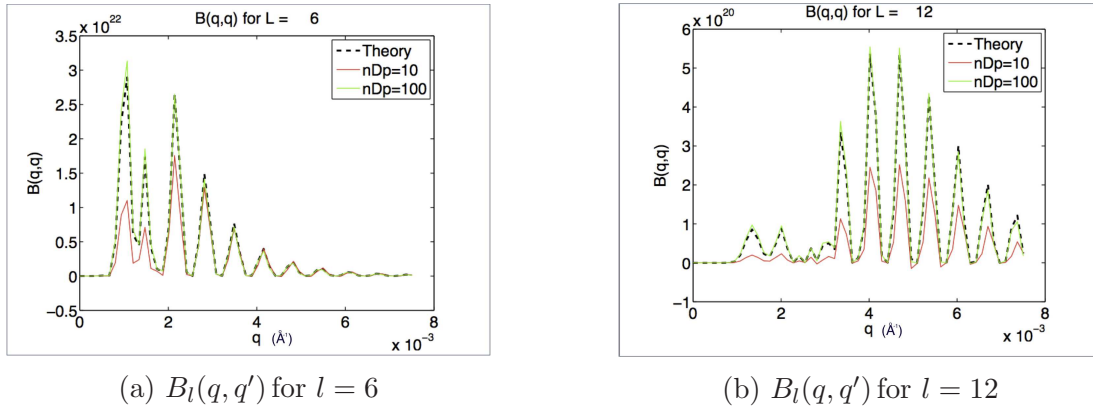 B(q,q) for L = 6
x 10^22
3.5
3
2.5
2
1.5
1
0.5
0
-0.5
B(q,q)
Theory
nDp=10
nDp=100
0 2 4 6 8
q (Å¹)
x 10^-3
(a) B_l(q, q′) for l = 6
B(q,q) for L = 12
x 10^20
6
5
4
3
2
1
0
-1
B(q,q)
Theory
nDp=10
nDp=100
0 2 4 6 8
q (Å¹)
x 10^-3
(b) B_l(q, q′) for l = 12